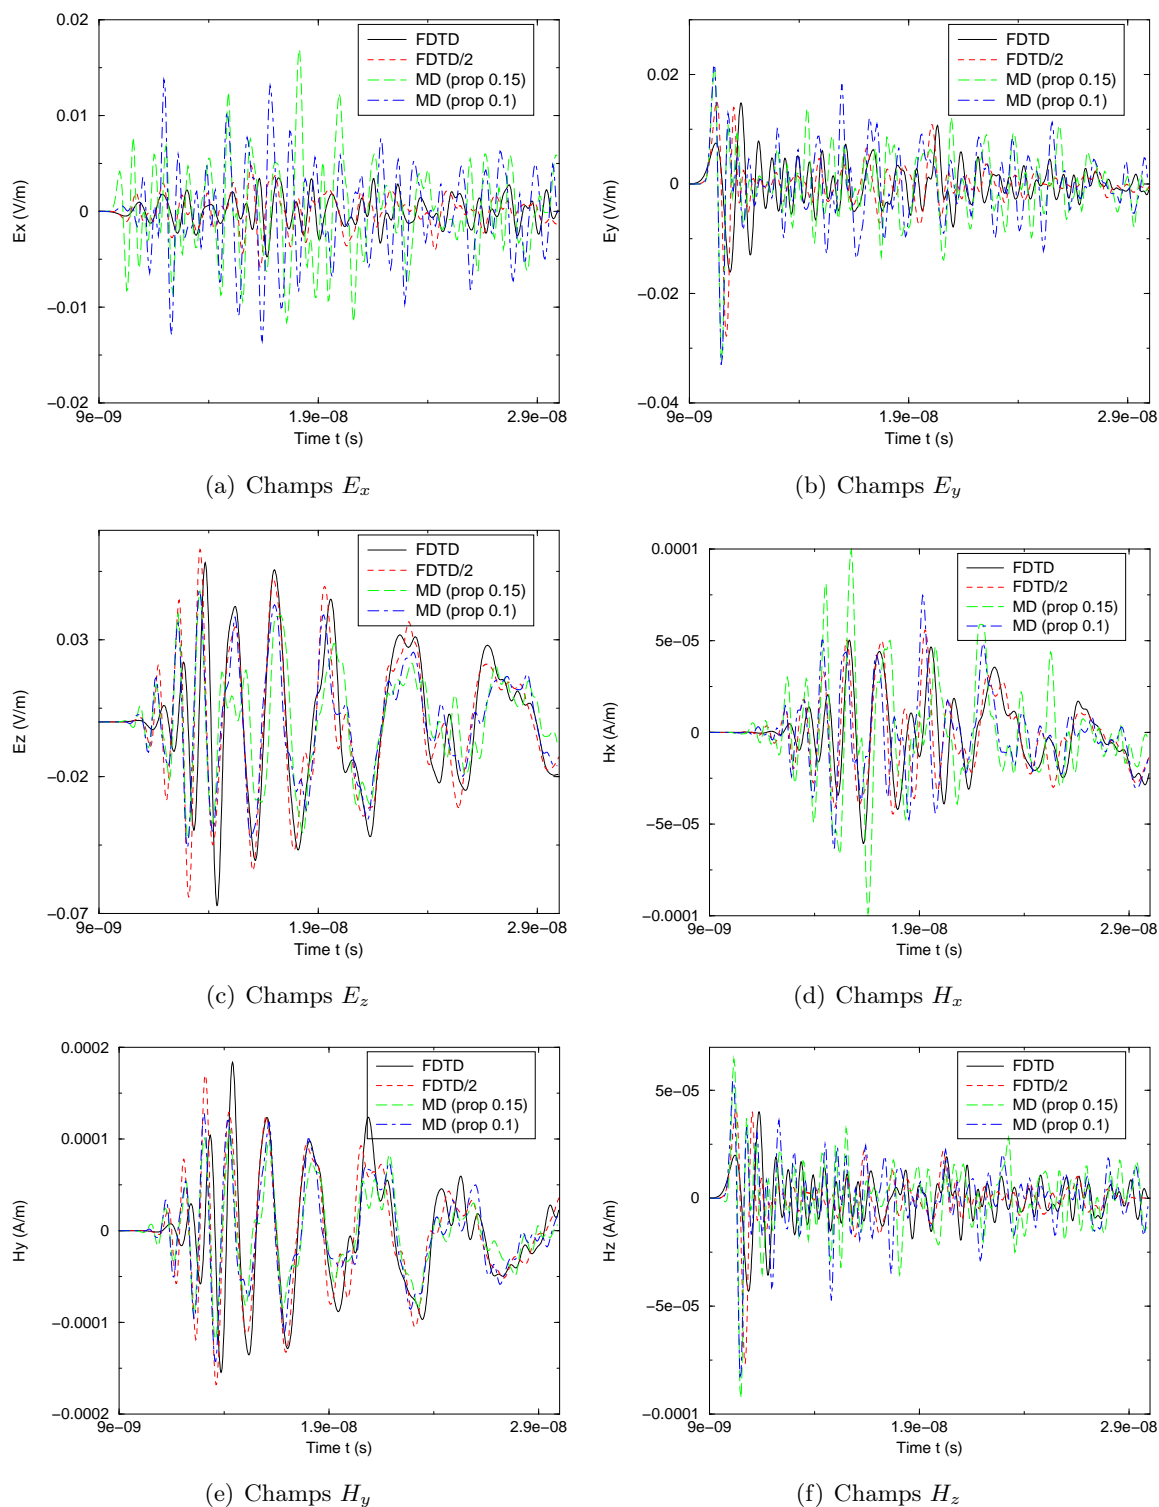 0.02
0.01
0
−0.01
−0.02
Ex (V/m)
FDTD
FDTD/2
MD (prop 0.15)
MD (prop 0.1)
9e−09
1.9e−08
2.9e−08
Time t (s)
(a) Champs Ex
0.02
0
−0.02
−0.04
Ey (V/m)
FDTD
FDTD/2
MD (prop 0.15)
MD (prop 0.1)
9e−09
1.9e−08
2.9e−08
Time t (s)
(b) Champs Ey
0.03
−0.02
−0.07
Ez (V/m)
FDTD
FDTD/2
MD (prop 0.15)
MD (prop 0.1)
9e−09
1.9e−08
2.9e−08
Time t (s)
(c) Champs Ez
0.0001
5e−05
0
−5e−05
−0.0001
Hx (A/m)
FDTD
FDTD/2
MD (prop 0.15)
MD (prop 0.1)
9e−09
1.9e−08
2.9e−08
Time t (s)
(d) Champs Hx
0.0002
0.0001
0
−0.0001
−0.0002
Hy (A/m)
FDTD
FDTD/2
MD (prop 0.15)
MD (prop 0.1)
9e−09
1.9e−08
2.9e−08
Time t (s)
(e) Champs Hy
5e−05
0
−5e−05
−0.0001
Hz (A/m)
FDTD
FDTD/2
MD (prop 0.15)
MD (prop 0.1)
9e−09
1.9e−08
2.9e−08
Time t (s)
(f) Champs Hz